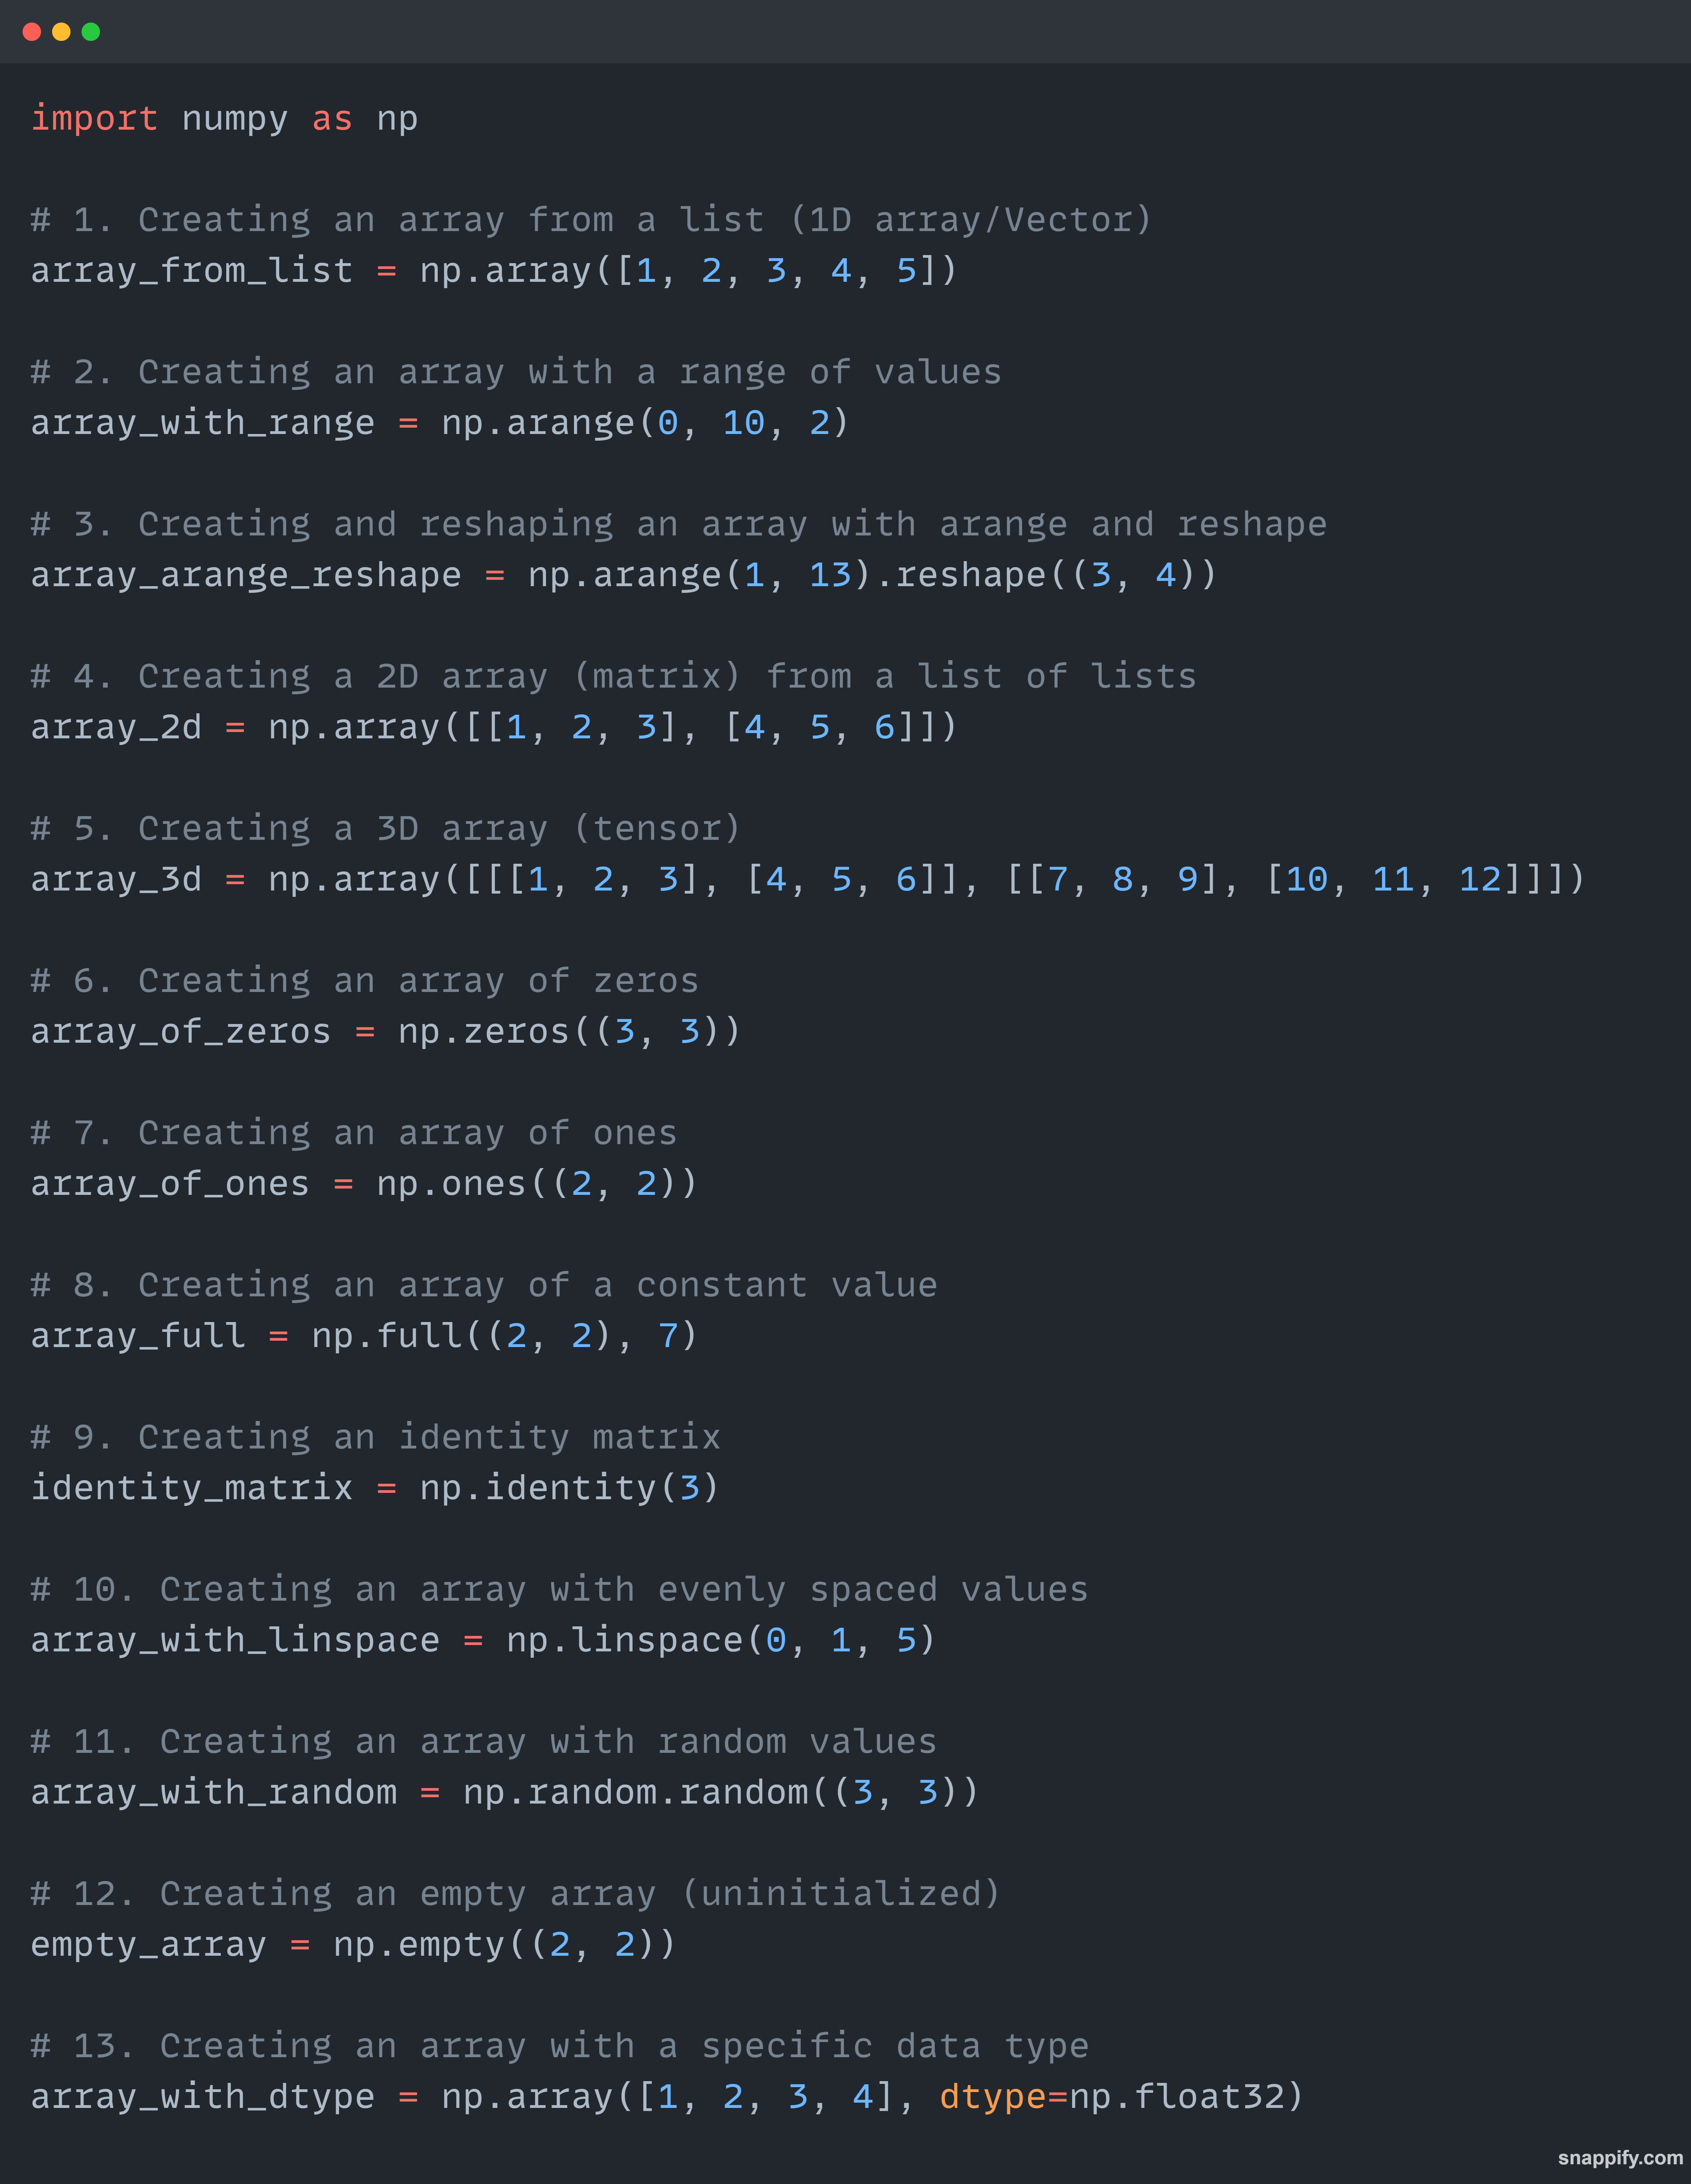 import numpy as np
# 1. Creating an array from a list (1D array/Vector)
array_from_list = np.array([1, 2, 3, 4, 5])
# 2. Creating an array with a range of values
array_with_range = np.arange(0, 10, 2)
# 3. Creating and reshaping an array with arange and reshape
array_arange_reshape = np.arange(1, 13).reshape((3, 4))
# 4. Creating a 2D array (matrix) from a list of lists
array_2d = np.array([[1, 2, 3], [4, 5, 6]])
# 5. Creating a 3D array (tensor)
array_3d = np.array([[[1, 2, 3], [4, 5, 6]], [[7, 8, 9], [10, 11, 12]]])
# 6. Creating an array of zeros
array_of_zeros = np.zeros((3, 3))
# 7. Creating an array of ones
array_of_ones = np.ones((2, 2))
# 8. Creating an array of a constant value
array_full = np.full((2, 2), 7)
# 9. Creating an identity matrix
identity_matrix = np.identity(3)
# 10. Creating an array with evenly spaced values
array_with_linspace = np.linspace(0, 1, 5)
# 11. Creating an array with random values
array_with_random = np.random.random((3, 3))
# 12. Creating an empty array (uninitialized)
empty_array = np.empty((2, 2))
# 13. Creating an array with a specific data type
array_with_dtype = np.array([1, 2, 3, 4], dtype=np.float32)
snappify.com